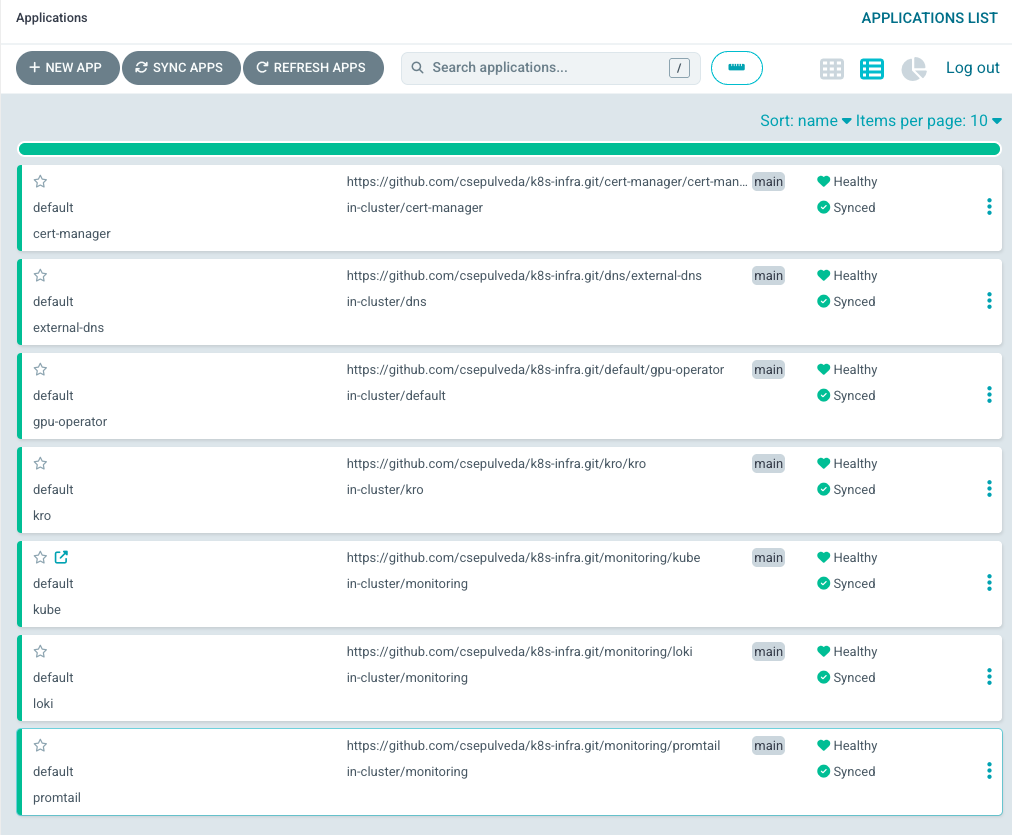 Applications
APPLICATIONS LIST
NEW APP
SYNC APPS
REFRESH APPS
Search applications...
/
Log out
Sort: name
Items per page: 10
https://github.com/csepulveda/k8s-infra.git/cert-manager/cert-man...
main
Healthy
default
in-cluster/cert-manager
Synced
cert-manager
https://github.com/csepulveda/k8s-infra.git/dns/external-dns
main
Healthy
default
in-cluster/dns
Synced
external-dns
https://github.com/csepulveda/k8s-infra.git/default/gpu-operator
main
Healthy
default
in-cluster/default
Synced
gpu-operator
https://github.com/csepulveda/k8s-infra.git/kro/kro
main
Healthy
default
in-cluster/kro
Synced
kro
https://github.com/csepulveda/k8s-infra.git/monitoring/kube
main
Healthy
default
in-cluster/monitoring
Synced
kube
https://github.com/csepulveda/k8s-infra.git/monitoring/loki
main
Healthy
default
in-cluster/monitoring
Synced
loki
https://github.com/csepulveda/k8s-infra.git/monitoring/promtail
main
Healthy
default
in-cluster/monitoring
Synced
promtail